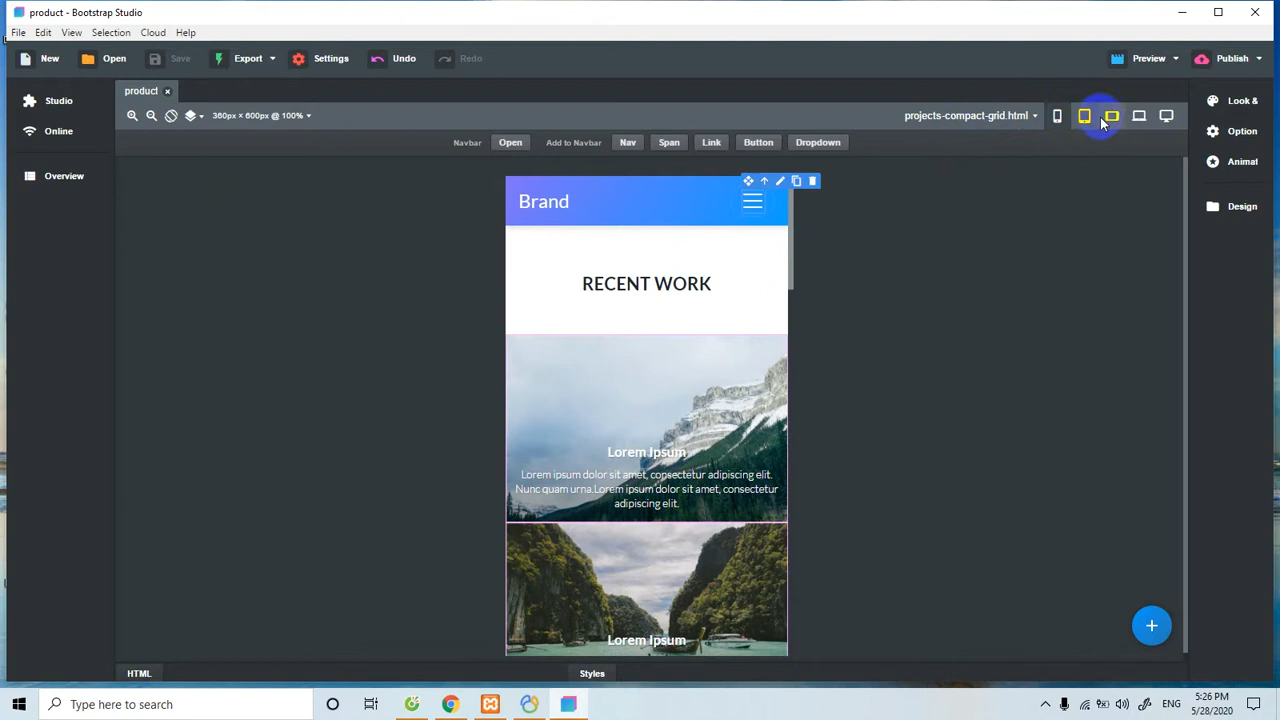 product - Bootstrap Studio
File Edit View Selection Cloud Help
New Open Save Export Settings Undo Redo Preview Publish
product
Studio
Online
Overview
360px × 600px @ 100%
projects-compact-grid.html
Look &
Option
Animat
Design
Navbar Open Add to Navbar Nav Span Link Button Dropdown
Brand
RECENT WORK
Lorem Ipsum
Lorem ipsum dolor sit amet, consectetur adipiscing elit.
Nunc quam urna.Lorem ipsum dolor sit amet, consectetur
adipiscing elit.
Lorem Ipsum
HTML Styles
Type here to search
ENG
5:26 PM
5/28/2020